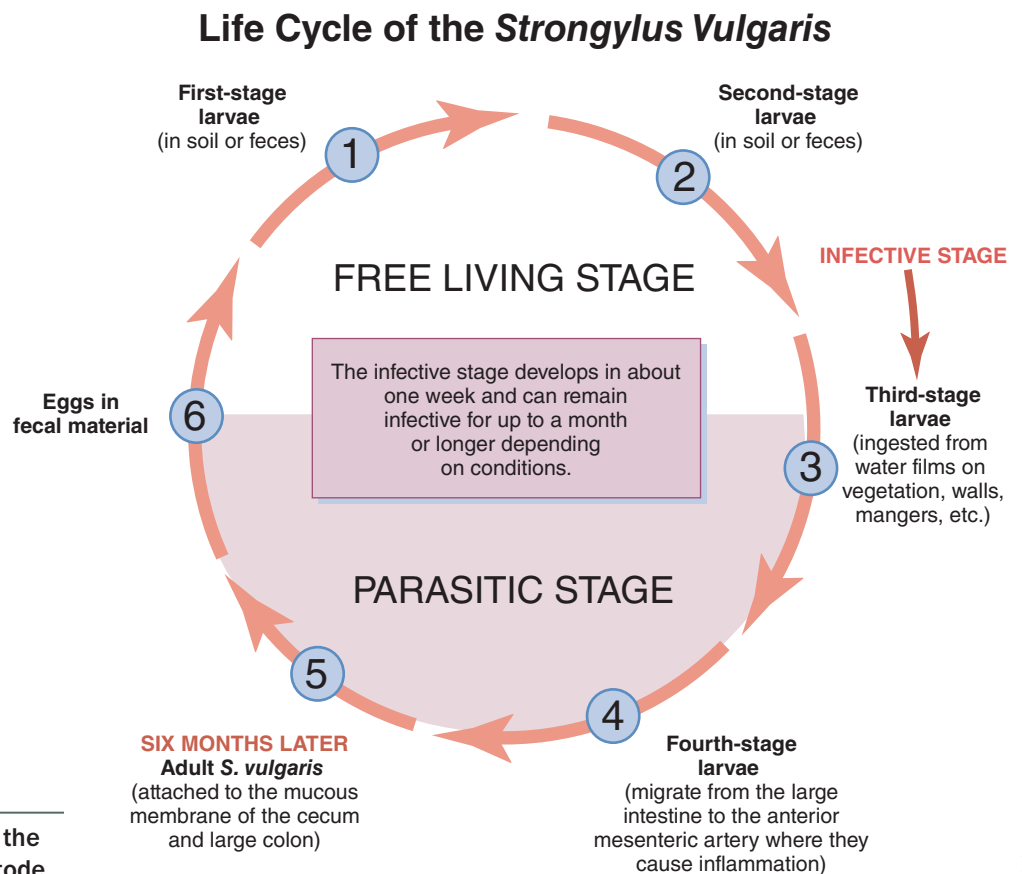 Life Cycle of the Strongylus Vulgaris
First-stage
larvae
(in soil or feces)
1
Second-stage
larvae
(in soil or feces)
2
FREE LIVING STAGE
INFECTIVE STAGE
The infective stage develops in about
one week and can remain
infective for up to a month
or longer depending
on conditions.
Third-stage
larvae
(ingested from
water films on
vegetation, walls,
mangers, etc.)
3
Eggs in
fecal material
6
PARASITIC STAGE
5
SIX MONTHS LATER
Adult S. vulgaris
(attached to the mucous
membrane of the cecum
and large colon)
4
Fourth-stage
larvae
(migrate from the large
intestine to the anterior
mesenteric artery where they
cause inflammation)
the